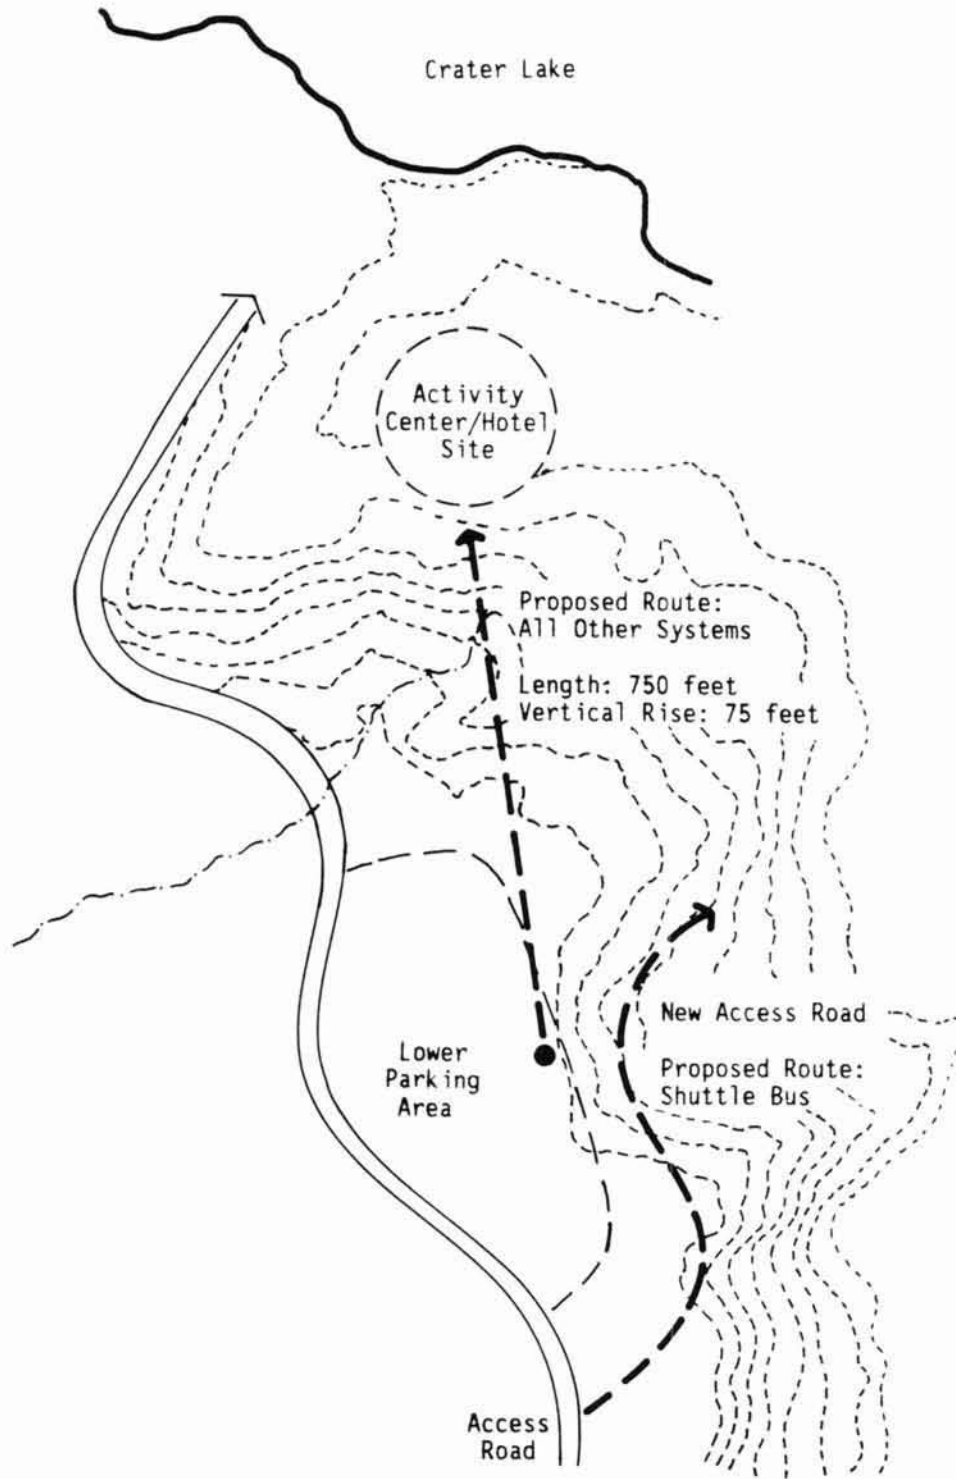 Crater Lake
Activity
Center/Hotel
Site
Proposed Route:
All Other Systems
Length: 750 feet
Vertical Rise: 75 feet
New Access Road
Proposed Route:
Shuttle Bus
Lower
Parking
Area
Access
Road